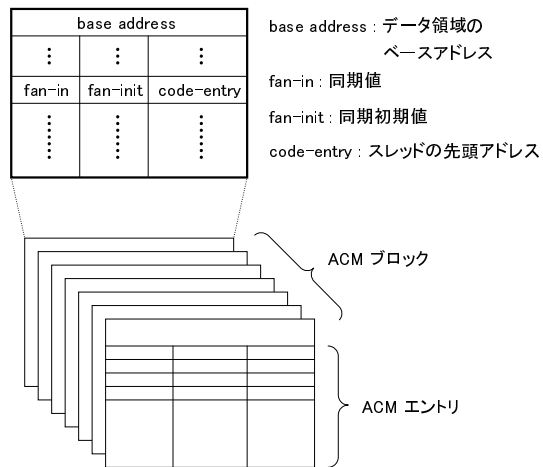 base address
fan-in fan-init code-entry
base address : データ領域の
ベースアドレス
fan-in : 同期値
fan-init : 同期初期値
code-entry : スレッドの先頭アドレス
ACM ブロック
ACM エントリ